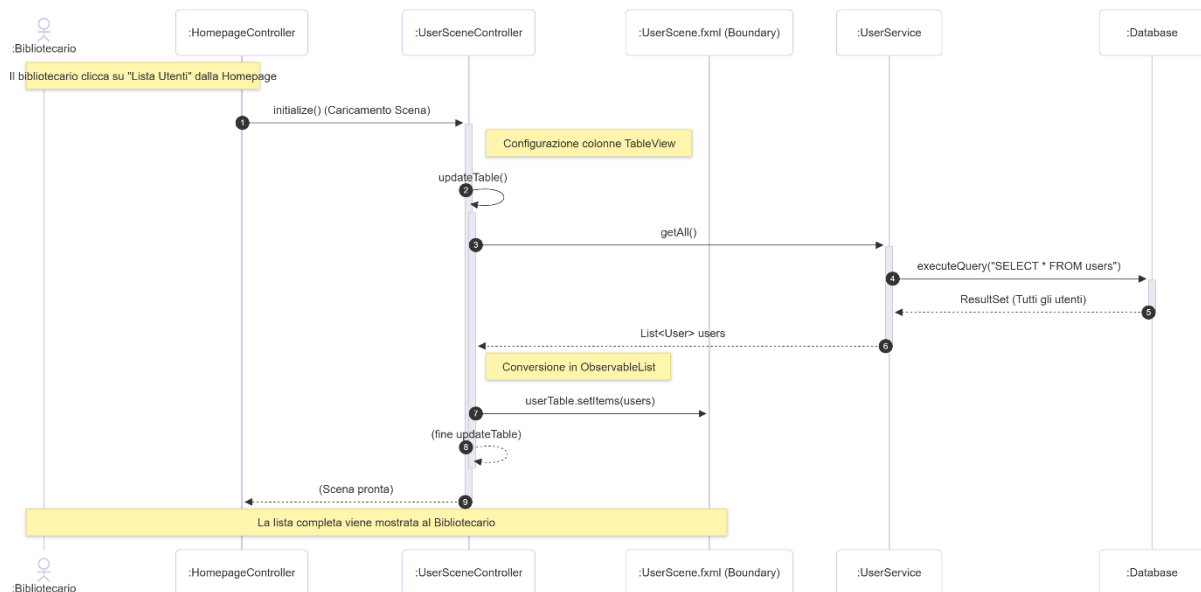 :Bibliotecario
:HomepageController
:UserSceneController
:UserScene.fxml (Boundary)
:UserService
:Database
Il bibliotecario clicca su "Lista Utenti" dalla Homepage
1
initialize() (Caricamento Scena)
Configurazione colonne TableView
updateTable()
2
3
getAll()
4
executeQuery("SELECT * FROM users")
ResultSet (Tutti gli utenti)
5
List<User> users
6
Conversione in ObservableList
7
userTable.setItems(users)
(fine updateTable)
8
(Scena pronta)
9
La lista completa viene mostrata al Bibliotecario
:Bibliotecario
:HomepageController
:UserSceneController
:UserScene.fxml (Boundary)
:UserService
:Database